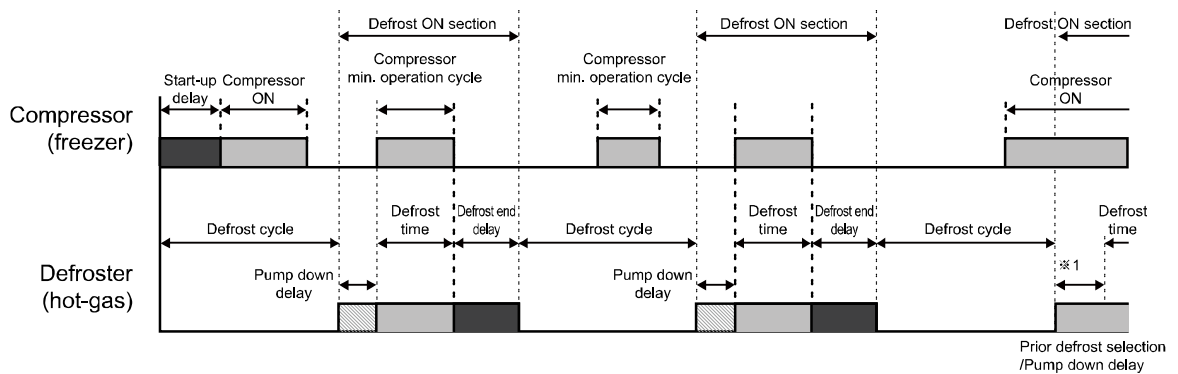 Defrost ON section
Defrost ON section
Defrost ON section
Compressor
min. operation cycle
Compressor
min. operation cycle
Start-up
delay
Compressor
ON
Compressor
ON
Compressor
(freezer)
Defrost cycle
Defrost
time
Defrost end
delay
Defrost cycle
Defrost
time
Defrost end
delay
Defrost cycle
Defrost
time
※1
Defroster
(hot-gas)
Pump down
delay
Pump down
delay
Prior defrost selection
/Pump down delay